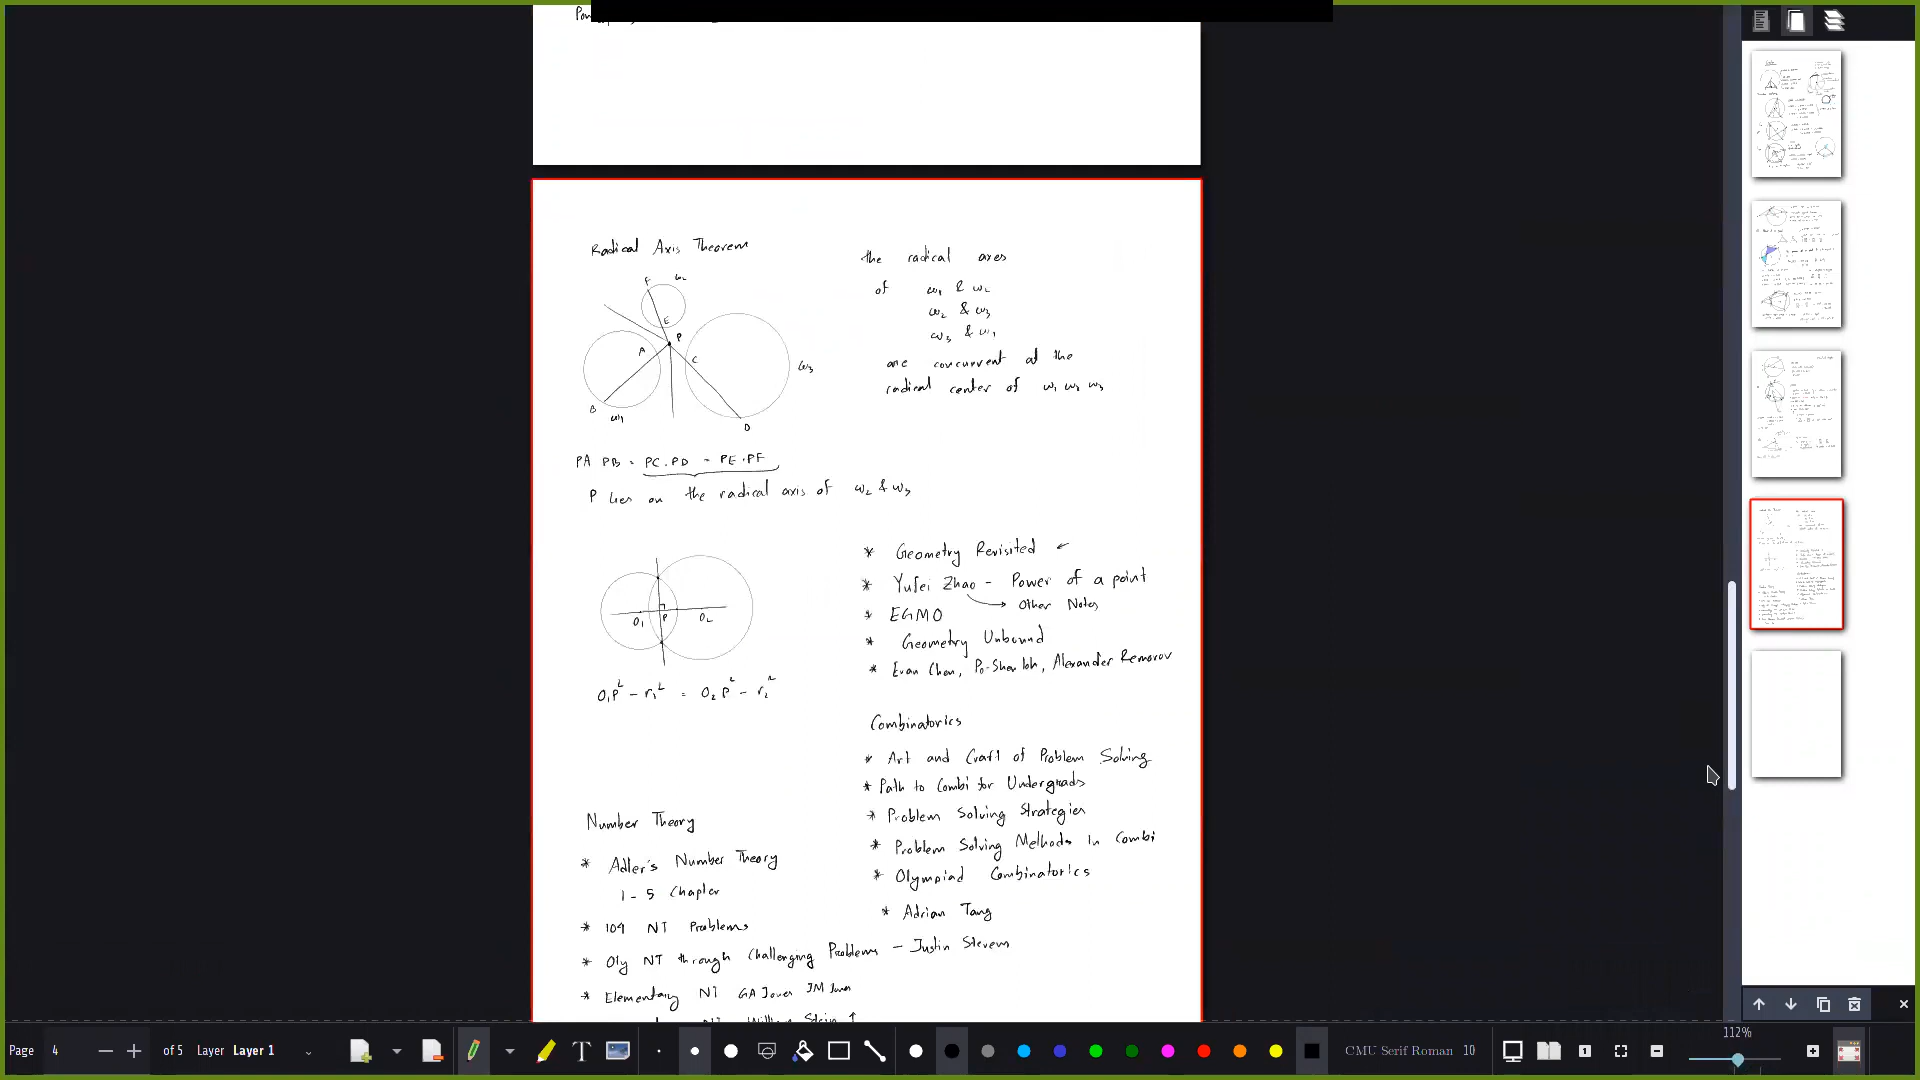 Radical Axis Theorem
F
ω2
E
P
A
C
ω3
B
ω1
D
the radical axes
of ω1 & ω2
ω2 & ω3
ω3 & ω1
are concurrent at the
radical center of ω1 ω2 ω3
PA PB = PC.PD = PE.PF
P lies on the radical axis of ω2 & ω3
O1 P O2
O1P² - r1² = O2P² - r2²
* Geometry Revisited ←
* Yufei Zhao - Power of a point
→ Other Notes
* EGMO
* Geometry Unbound
* Evan Chen, Po-Shen Loh, Alexander Remorov
Combinatorics
* Art and Craft of Problem Solving
* Path to Combi for Undergrads
* Problem Solving Strategies
* Problem Solving Methods In Combi
* Olympiad Combinatorics
* Adrian Tang
Number Theory
* Adler's Number Theory
1-5 Chapter
* 104 NT Problems
* Oly NT through Challenging Problems - Justin Stevens
* Elementary NT GA Jones JM Jones
Page 4 of 5 Layer Layer 1
CMU Serif Roman 10
112%